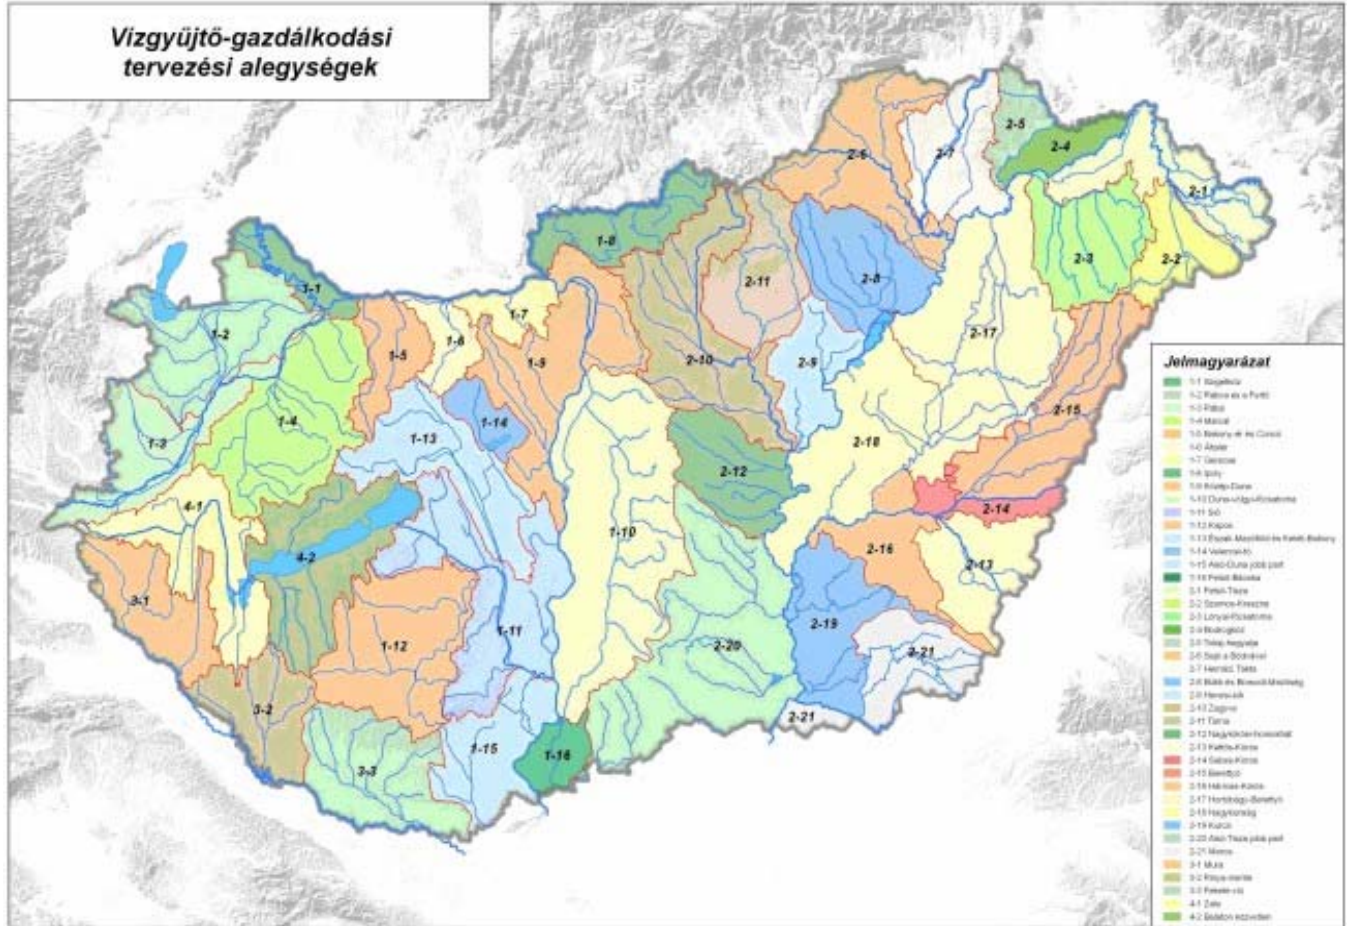 Vízgyűjtő-gazdálkodási
tervezési alegységek
1-1
1-2
1-3
1-4
1-5
1-6
1-7
1-8
1-9
1-10
1-11
1-12
1-13
1-14
1-15
1-16
2-1
2-2
2-3
2-4
2-5
2-6
2-7
2-8
2-9
2-10
2-11
2-12
2-13
2-14
2-15
2-16
2-17
2-18
2-19
2-20
2-21
2-21
3-1
3-2
3-3
4-1
4-2
Jelmagyarázat
1-1 Szigetköz
1-2 Rábca és a Fertő
1-3 Rába
1-4 Marcal
1-5 Bakony-ér és Concó
1-6 Általér
1-7 Gerecse
1-8 Ipoly
1-9 Közép-Duna
1-10 Duna-völgyi-főcsatorna
1-11 Sió
1-12 Kapos
1-13 Észak-Mezőföld és Keleti-Bakony
1-14 Velencei-tó
1-15 Alsó-Duna jobb part
1-16 Felső-Bácska
2-1 Felső-Tisza
2-2 Szamos-Kraszna
2-3 Lónyai-főcsatorna
2-4 Bodrogköz
2-5 Tokaj-hegyalja
2-6 Sajó a Bódvával
2-7 Hernád, Takta
2-8 Bükk és Borsodi-Mezőség
2-9 Hevesi-sík
2-10 Zagyva
2-11 Tarna
2-12 Nagykőrösi-homokhát
2-13 Kettős-Körös
2-14 Sebes-Körös
2-15 Berettyó
2-16 Hármas-Körös
2-17 Hortobágy-Berettyó
2-18 Nagykunság
2-19 Kurca
2-20 Alsó-Tisza jobb part
2-21 Maros
3-1 Mura
3-2 Rinya-mente
3-3 Fekete-víz
4-1 Zala
4-2 Balaton közvetlen